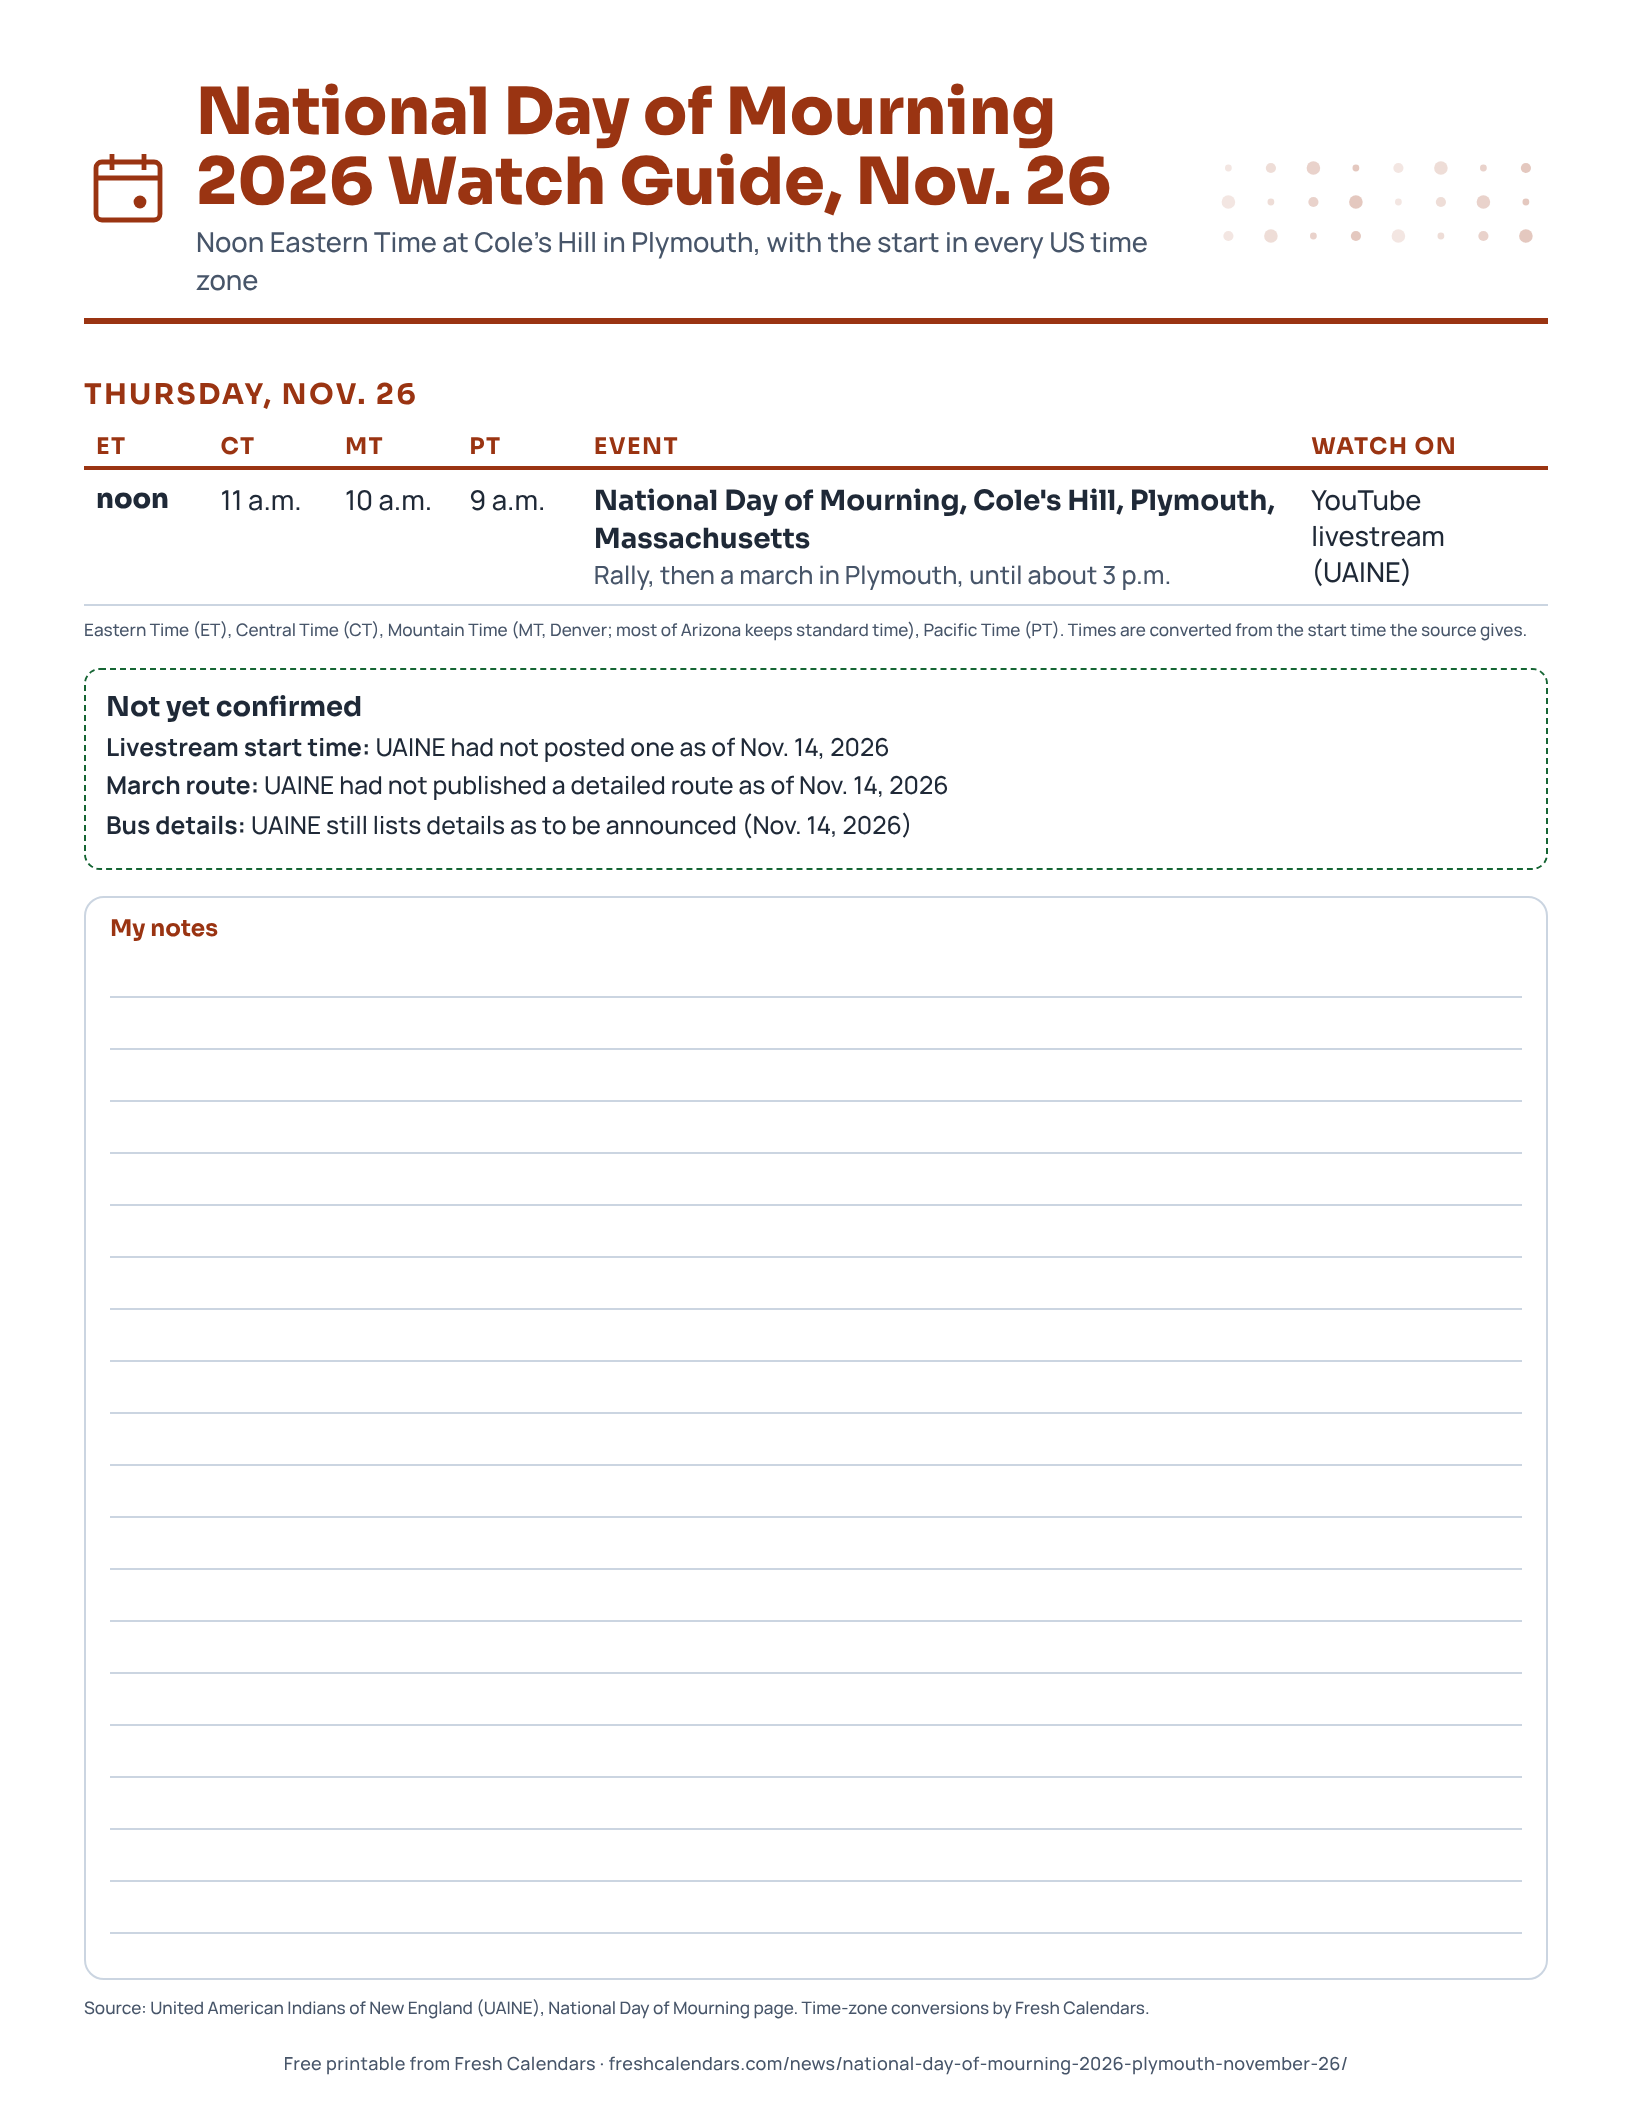 National Day of Mourning
2026 Watch Guide, Nov. 26
Noon Eastern Time at Cole’s Hill in Plymouth, with the start in every US time
zone
THURSDAY, NOV. 26
ET CT MT PT EVENT WATCH ON
noon 11 a.m. 10 a.m. 9 a.m. National Day of Mourning, Cole's Hill, Plymouth, YouTube
Massachusetts livestream
Rally, then a march in Plymouth, until about 3 p.m. (UAINE)
Eastern Time (ET), Central Time (CT), Mountain Time (MT, Denver; most of Arizona keeps standard time), Pacific Time (PT). Times are converted from the start time the source gives.
Not yet confirmed
Livestream start time: UAINE had not posted one as of Nov. 14, 2026
March route: UAINE had not published a detailed route as of Nov. 14, 2026
Bus details: UAINE still lists details as to be announced (Nov. 14, 2026)
My notes
Source: United American Indians of New England (UAINE), National Day of Mourning page. Time-zone conversions by Fresh Calendars.
Free printable from Fresh Calendars · freshcalendars.com/news/national-day-of-mourning-2026-plymouth-november-26/